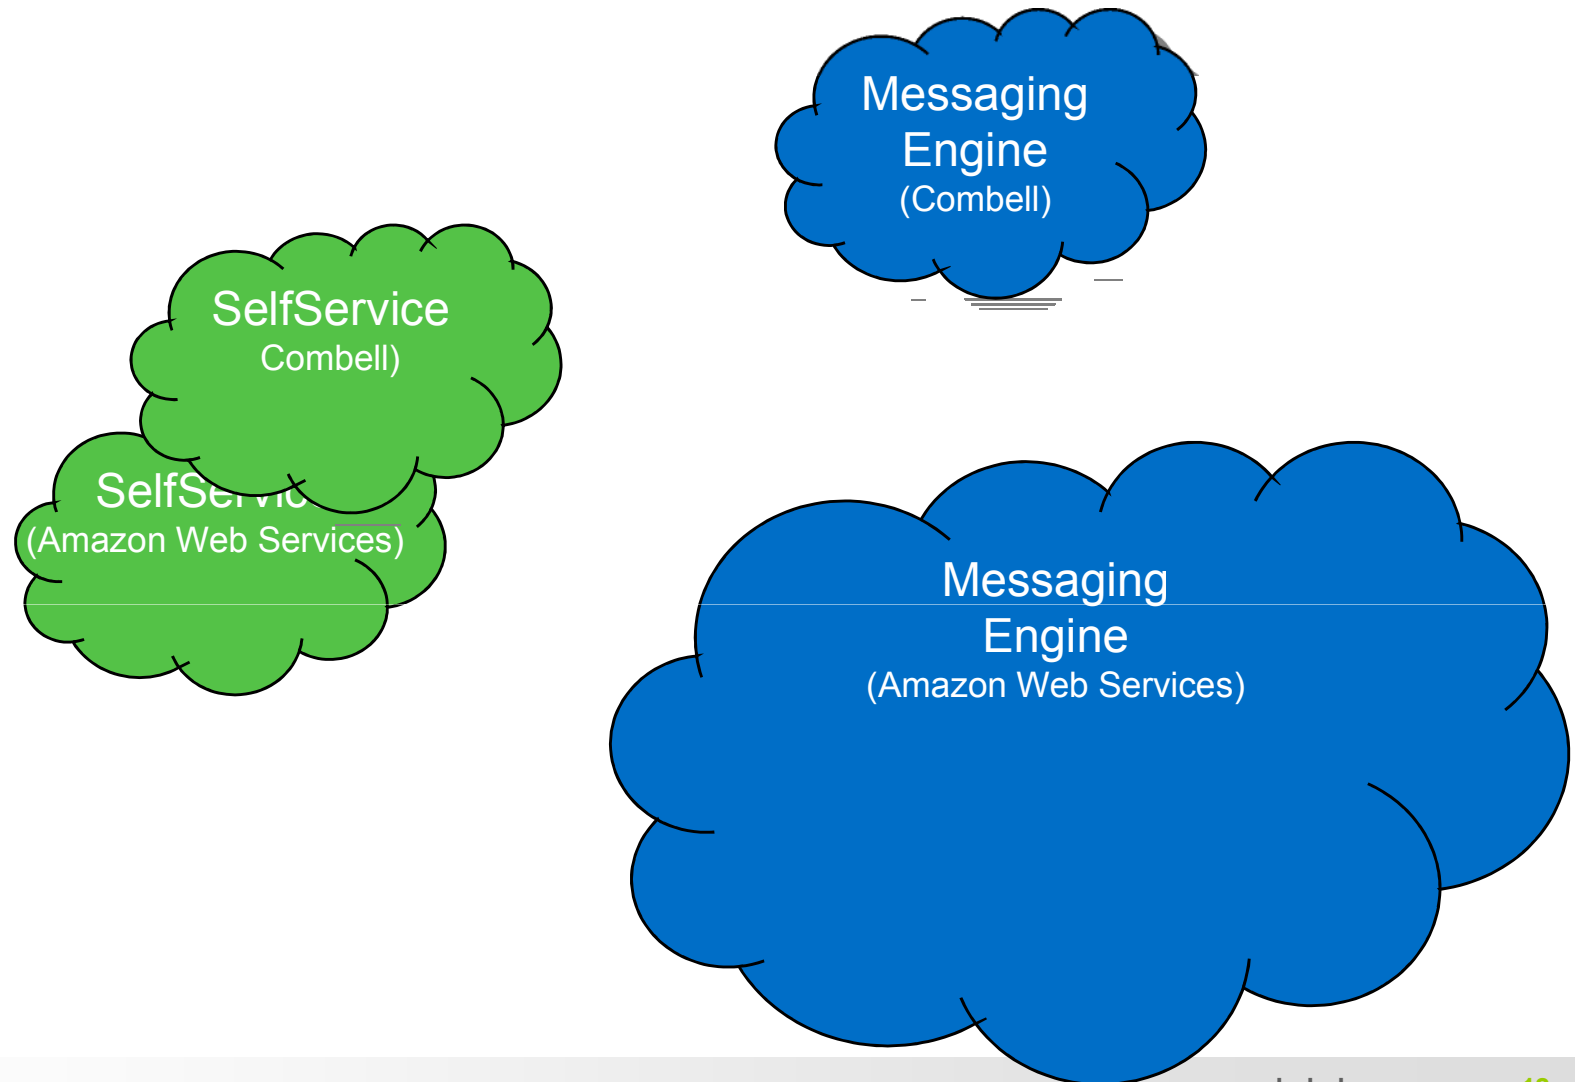 Messaging
Engine
(Combell)
SelfService
Combell)
(Amazon Web Services)
Messaging
Engine
(Amazon Web Services)